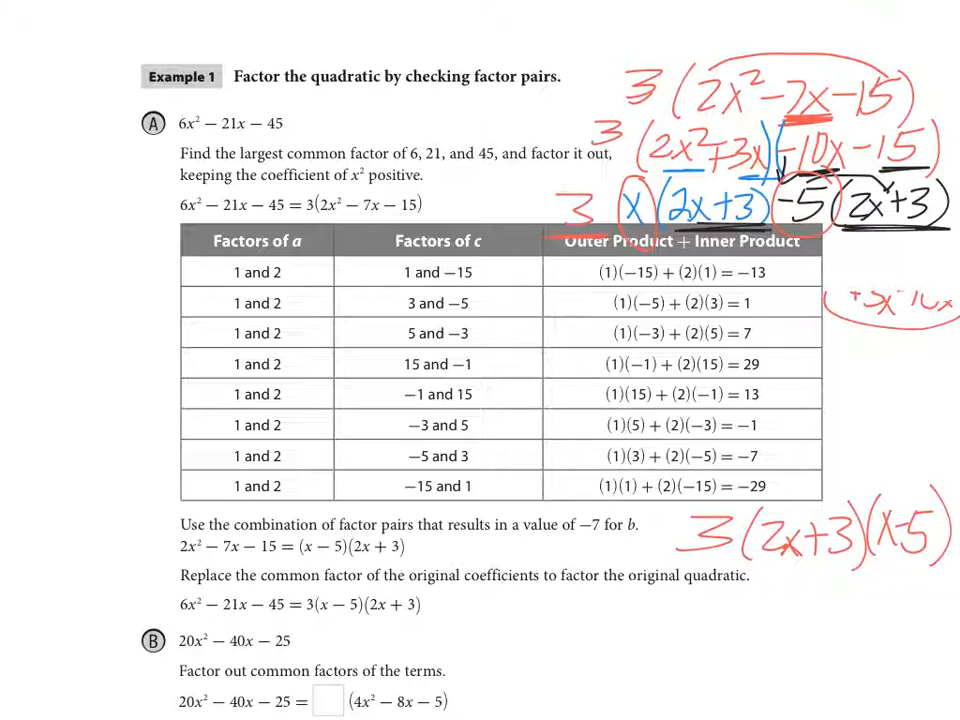 Example 1 Factor the quadratic by checking factor pairs.
3 (2x² − 7x − 15)
A 6x² − 21x − 45
3 (2x² + 3x)(−10x − 15)
Find the largest common factor of 6, 21, and 45, and factor it out,
keeping the coefficient of x² positive.
6x² − 21x − 45 = 3(2x² − 7x − 15)
3 x (2x + 3) −5 (2x + 3)
Factors of a Factors of c Outer Product + Inner Product
1 and 2 1 and −15 (1)(−15) + (2)(1) = −13
1 and 2 3 and −5 (1)(−5) + (2)(3) = 1
+3x −10x
1 and 2 5 and −3 (1)(−3) + (2)(5) = 7
1 and 2 15 and −1 (1)(−1) + (2)(15) = 29
1 and 2 −1 and 15 (1)(15) + (2)(−1) = 13
1 and 2 −3 and 5 (1)(5) + (2)(−3) = −1
1 and 2 −5 and 3 (1)(3) + (2)(−5) = −7
1 and 2 −15 and 1 (1)(1) + (2)(−15) = −29
Use the combination of factor pairs that results in a value of −7 for b.
3 (2x + 3)(x − 5)
2x² − 7x − 15 = (x − 5)(2x + 3)
Replace the common factor of the original coefficients to factor the original quadratic.
6x² − 21x − 45 = 3(x − 5)(2x + 3)
B 20x² − 40x − 25
Factor out common factors of the terms.
20x² − 40x − 25 = (4x² − 8x − 5)